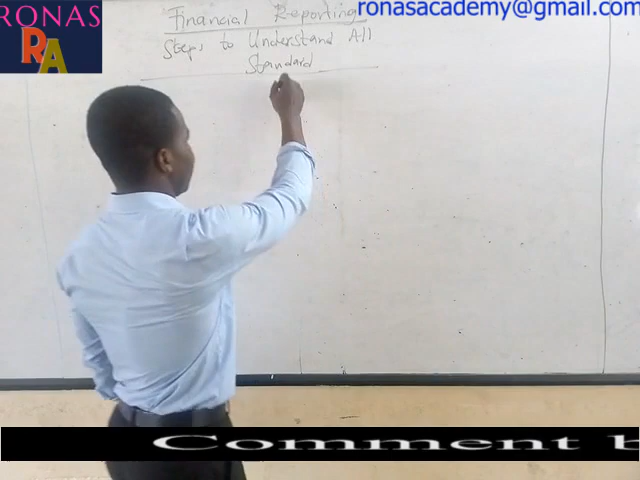 RONAS
RA
ronasacademy@gmail.com
Financial Reporting
Steps to Understand All
Standard
Comment b